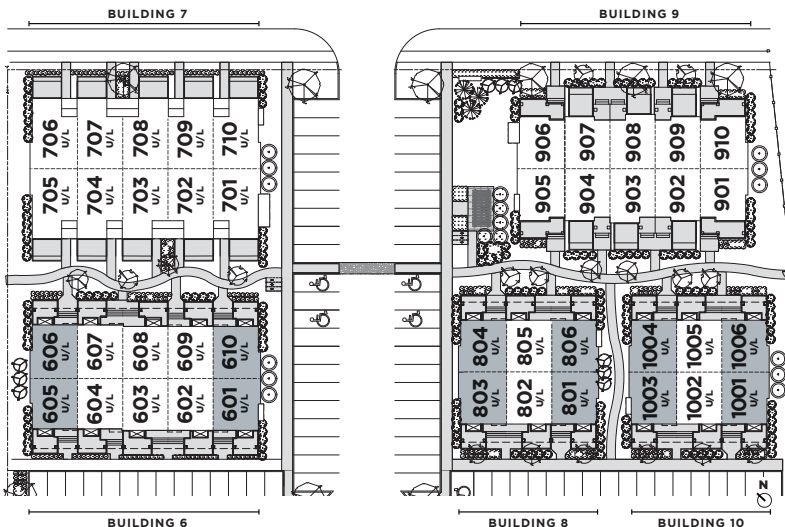 BUILDING 7
BUILDING 9
706 U/L
707 U/L
708 U/L
709 U/L
710 U/L
705 U/L
704 U/L
703 U/L
702 U/L
701 U/L
906 U/L
907 U/L
908 U/L
909 U/L
910 U/L
905 U/L
904 U/L
903 U/L
902 U/L
901 U/L
606 U/L
607 U/L
608 U/L
609 U/L
610 U/L
605 U/L
604 U/L
603 U/L
602 U/L
601 U/L
804 U/L
805 U/L
806 U/L
803 U/L
802 U/L
801 U/L
1004 U/L
1005 U/L
1006 U/L
1003 U/L
1002 U/L
1001 U/L
N
BUILDING 6
BUILDING 8
BUILDING 10